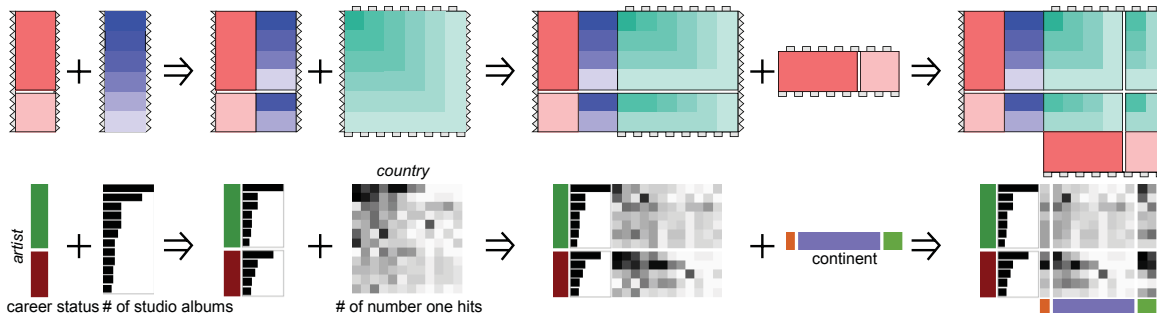 country
artist
continent
career status
# of studio albums
# of number one hits